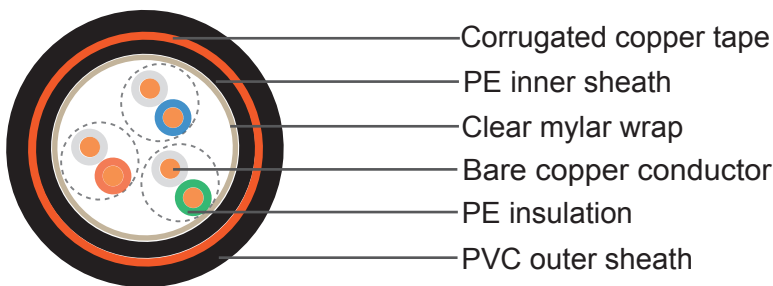 Corrugated copper tape
PE inner sheath
Clear mylar wrap
Bare copper conductor
PE insulation
PVC outer sheath